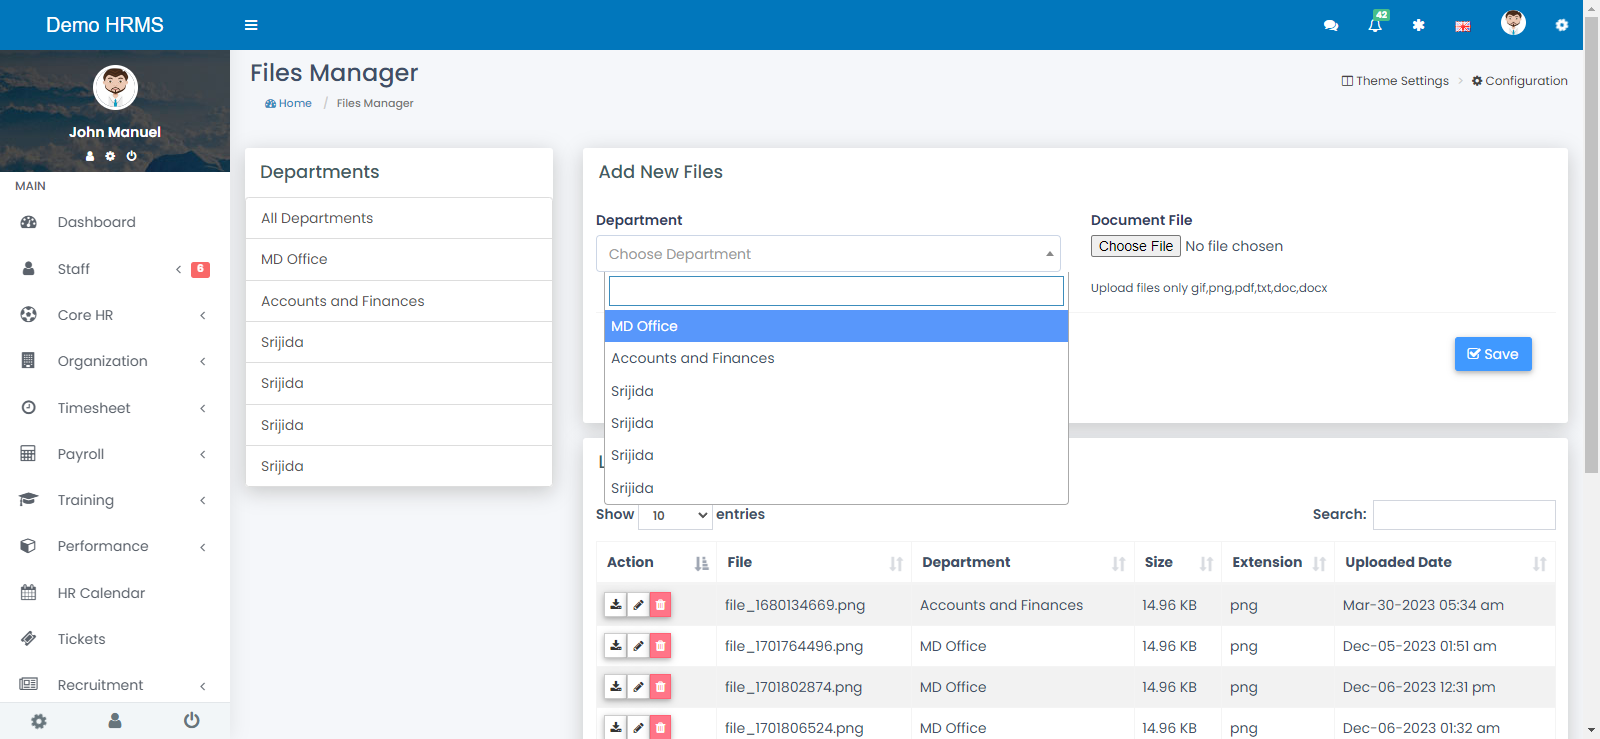 Demo HRMS
42
John Manuel
MAIN
Dashboard
Staff
6
Core HR
Organization
Timesheet
Payroll
Training
Performance
HR Calendar
Tickets
Recruitment
Files Manager
Home / Files Manager
Theme Settings > Configuration
Departments
All Departments
MD Office
Accounts and Finances
Srijida
Srijida
Srijida
Srijida
Add New Files
Department
Choose Department
MD Office
Accounts and Finances
Srijida
Srijida
Srijida
Srijida
Document File
Choose File No file chosen
Upload files only gif,png,pdf,txt,doc,docx
Save
Show 10 entries
Search:
Action File Department Size Extension Uploaded Date
file_1680134669.png Accounts and Finances 14.96 KB png Mar-30-2023 05:34 am
file_1701764496.png MD Office 14.96 KB png Dec-05-2023 01:51 am
file_1701802874.png MD Office 14.96 KB png Dec-06-2023 12:31 pm
file_1701806524.png MD Office 14.96 KB png Dec-06-2023 01:32 am